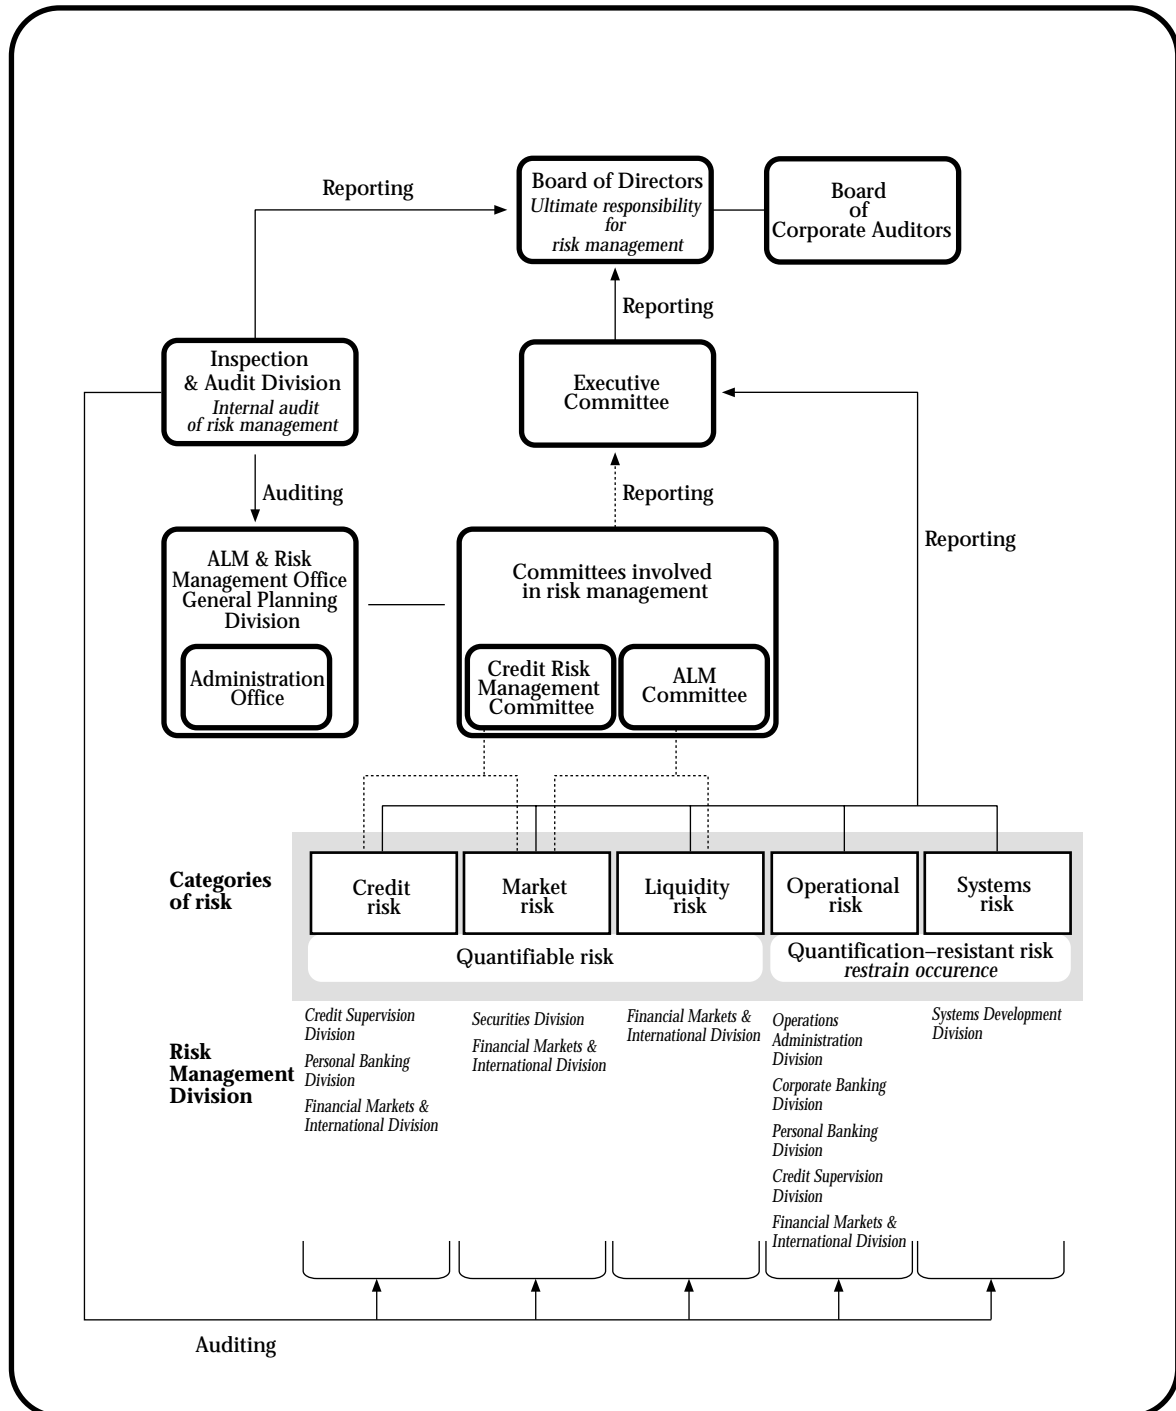 Reporting
Board of Directors
Ultimate responsibility
for
risk management
Board
of
Corporate Auditors
Reporting
Inspection
& Audit Division
Internal audit
of risk management
Executive
Committee
Auditing
Reporting
Reporting
ALM & Risk
Management Office
General Planning
Division
Administration
Office
Committees involved
in risk management
Credit Risk
Management
Committee
ALM
Committee
Categories
of risk
Credit
risk
Market
risk
Liquidity
risk
Operational
risk
Systems
risk
Quantifiable risk
Quantification–resistant risk
restrain occurence
Risk
Management
Division
Credit Supervision
Division
Personal Banking
Division
Financial Markets &
International Division
Securities Division
Financial Markets &
International Division
Financial Markets &
International Division
Operations
Administration
Division
Corporate Banking
Division
Personal Banking
Division
Credit Supervision
Division
Financial Markets &
International Division
Systems Development
Division
Auditing